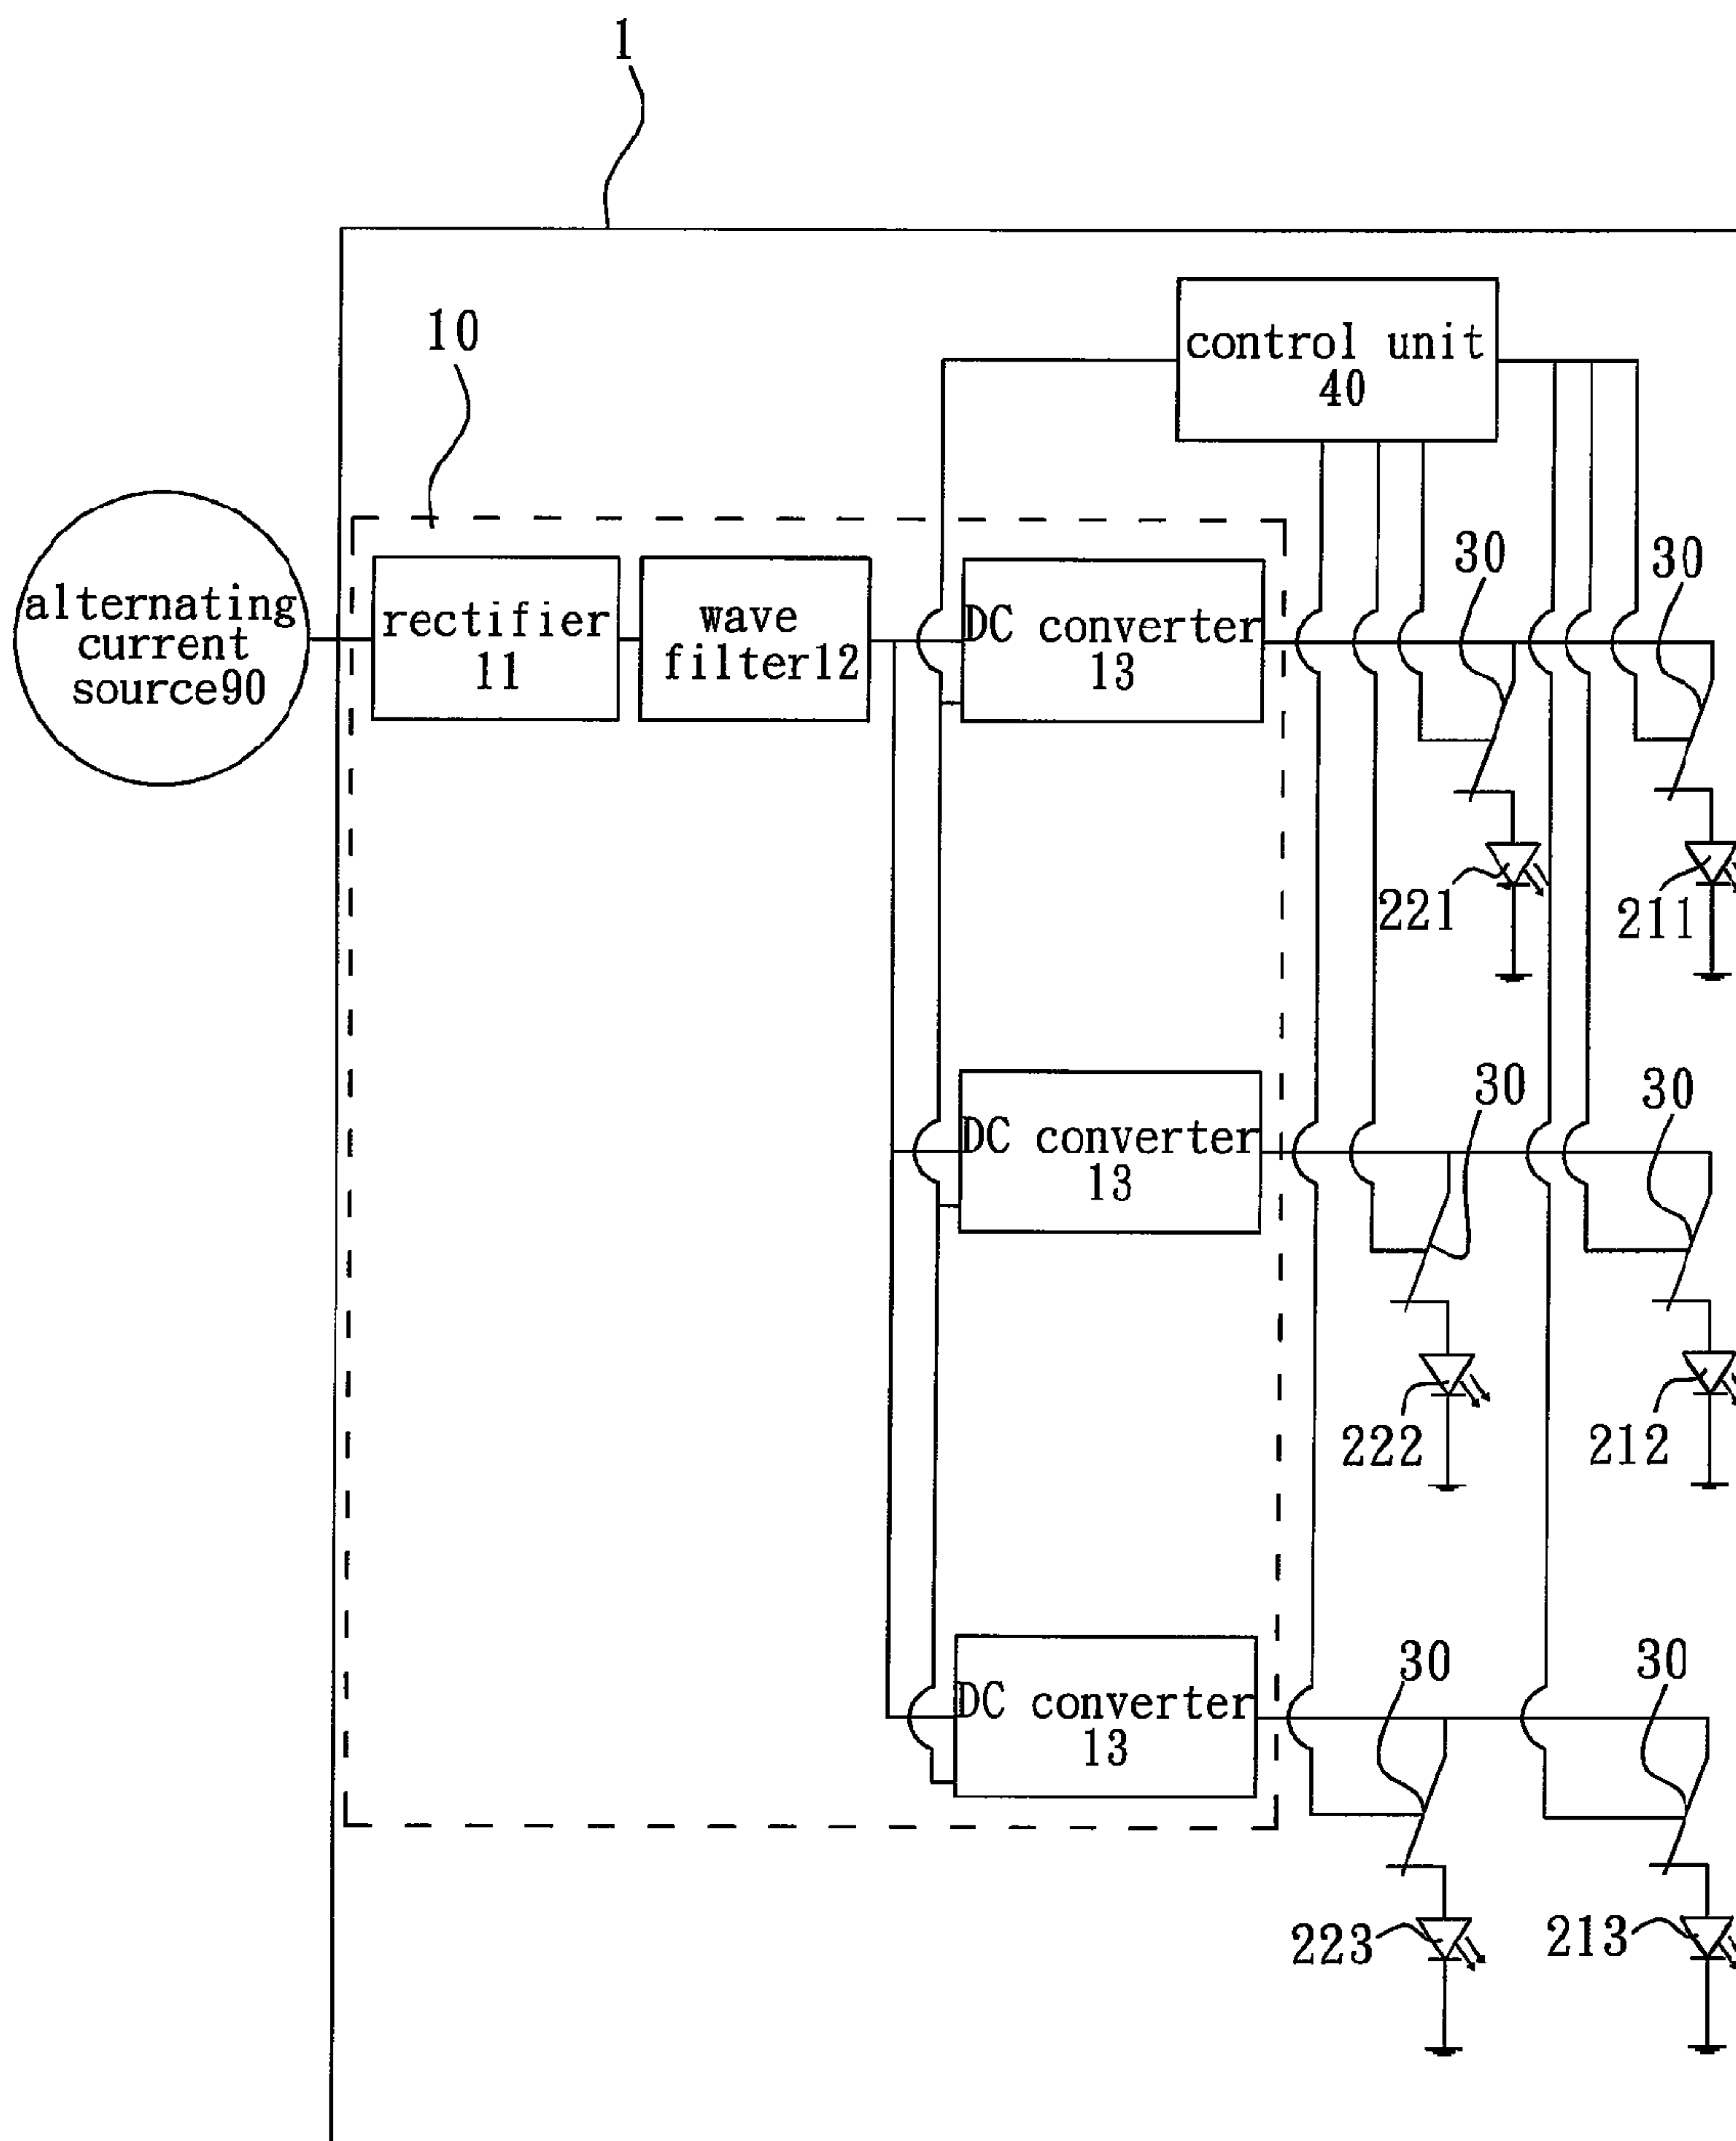 1
10
control unit
40
alternating
current
source90
rectifier
11
wave
filter12
DC converter
13
30
30
221
211
DC converter
13
30
30
222
212
DC converter
13
30
30
223
213